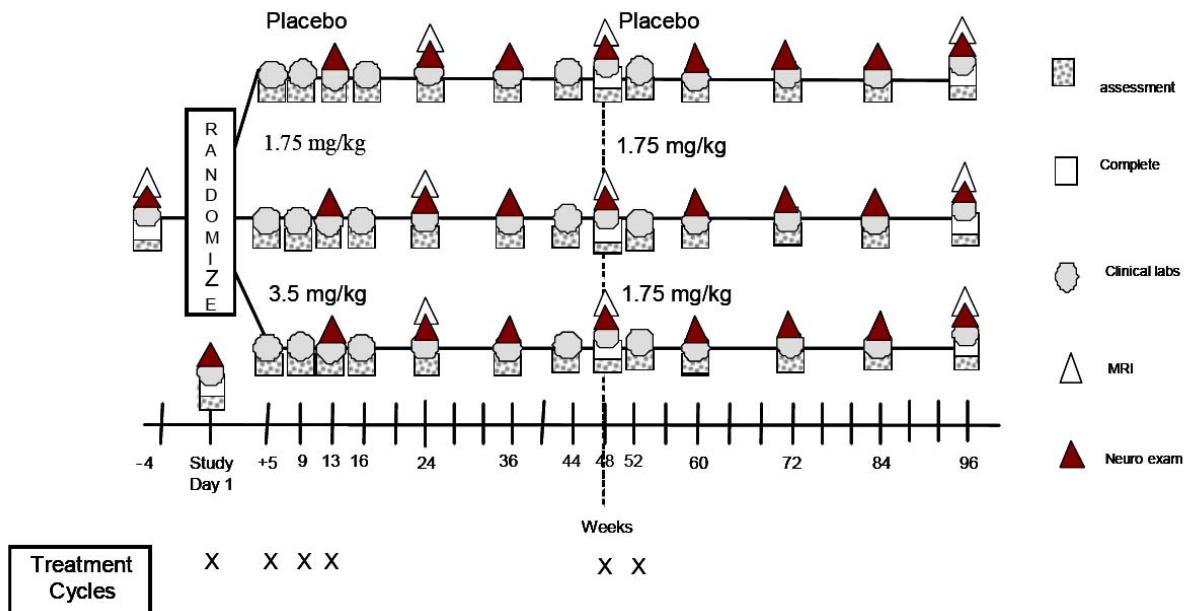 Placebo
Placebo
assessment
1.75 mg/kg
1.75 mg/kg
Complete
RANDOMIZE
Clinical labs
3.5 mg/kg
1.75 mg/kg
MRI
Neuro exam
-4 Study Day 1 +5 9 13 16 24 36 44 48 52 60 72 84 96
Weeks
Treatment
Cycles
X X X X X X